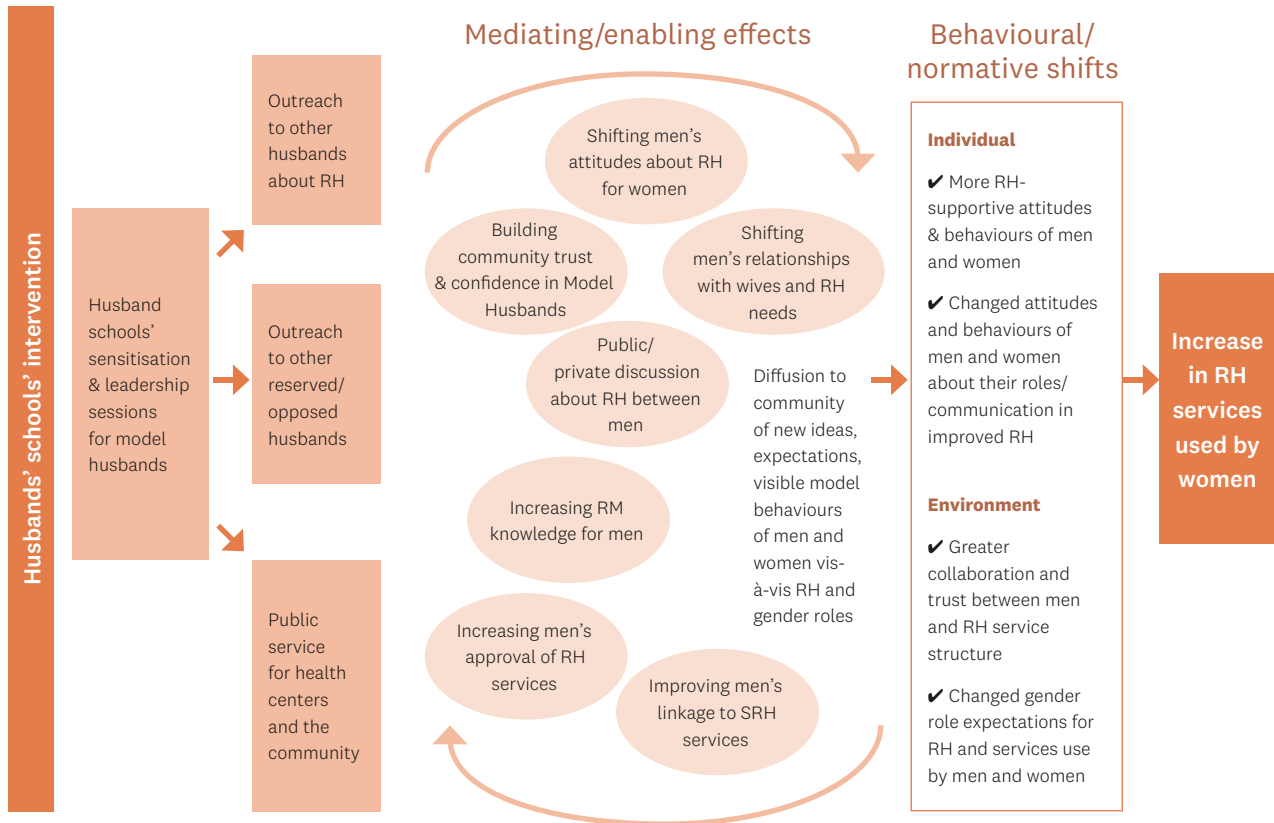 Husbands' schools' intervention
Husband
schools'
sensitisation
& leadership
sessions
for model
husbands
Outreach
to other
husbands
about RH
Outreach
to other
reserved/
opposed
husbands
Public
service
for health
centers
and the
community
Mediating/enabling effects
Shifting men's
attitudes about RH
for women
Building
community trust
& confidence in Model
Husbands
Shifting
men's relationships
with wives and RH
needs
Public/
private discussion
about RH between
men
Increasing RM
knowledge for men
Increasing men's
approval of RH
services
Improving men's
linkage to SRH
services
Diffusion to
community
of new ideas,
expectations,
visible model
behaviours
of men and
women vis-
à-vis RH and
gender roles
Behavioural/
normative shifts
Individual
✔ More RH-
supportive attitudes
& behaviours of men
and women
✔ Changed attitudes
and behaviours of
men and women
about their roles/
communication in
improved RH
Environment
✔ Greater
collaboration and
trust between men
and RH service
structure
✔ Changed gender
role expectations for
RH and services use
by men and women
Increase
in RH
services
used by
women